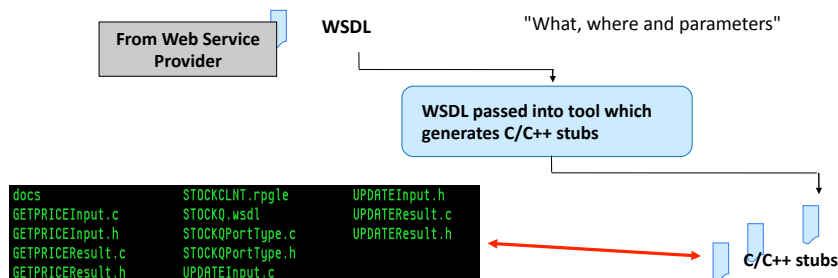 From Web Service
Provider
WSDL
"What, where and parameters"
WSDL passed into tool which
generates C/C++ stubs
docs STOCKCLNT.rpgle UPDATEInput.h
GETPRICEInput.c STOCKQ.wsdl UPDATEResult.c
GETPRICEInput.h STOCKQPortType.c UPDATEResult.h
GETPRICEResult.c STOCKQPortType.h
GETPRICEResult.h UPDATEInput.c
C/C++ stubs